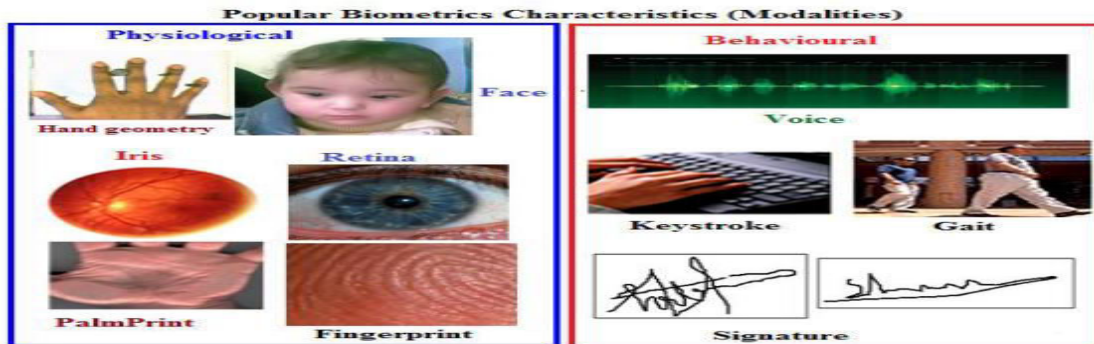 Popular Biometrics Characteristics (Modalities)
Physiological
Face
Hand geometry
Iris
Retina
PalmPrint
Fingerprint
Behavioural
Voice
Keystroke
Gait
Signature